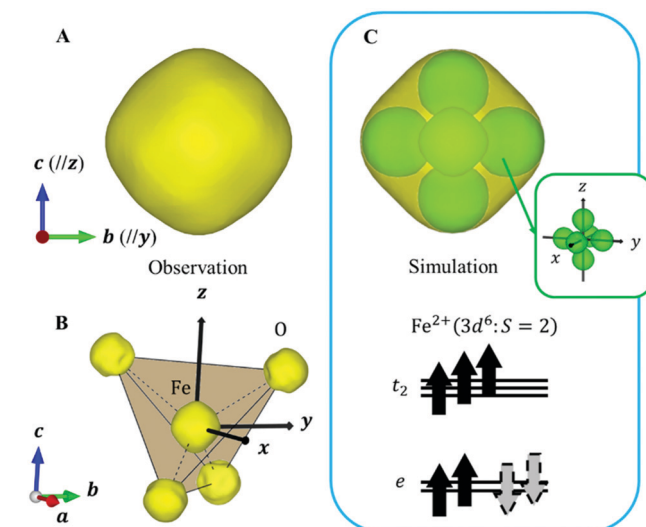 A
c (//z)
b (//y)
Observation
B
z
O
Fe
y
x
c
b
a
C
Simulation
z
y
x
Fe²⁺(3d⁶: S = 2)
t₂
e